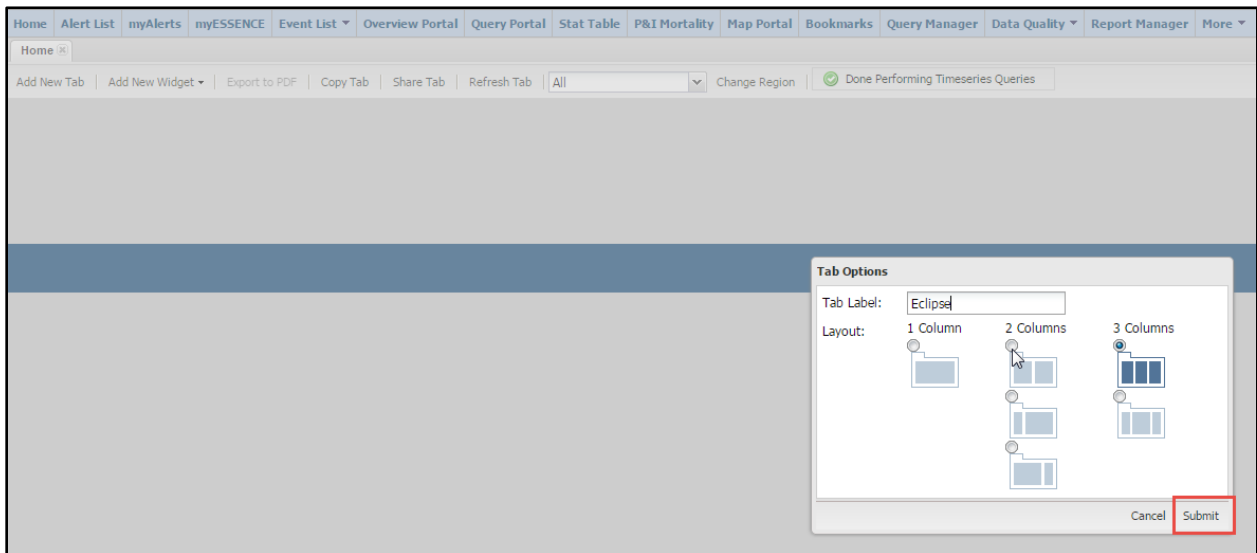 Home Alert List myAlerts myESSENCE Event List Overview Portal Query Portal Stat Table P&I Mortality Map Portal Bookmarks Query Manager Data Quality Report Manager More
Home
Add New Tab Add New Widget Export to PDF Copy Tab Share Tab Refresh Tab All Change Region Done Performing Timeseries Queries
Tab Options
Tab Label: Eclipse
Layout: 1 Column 2 Columns 3 Columns
Cancel Submit